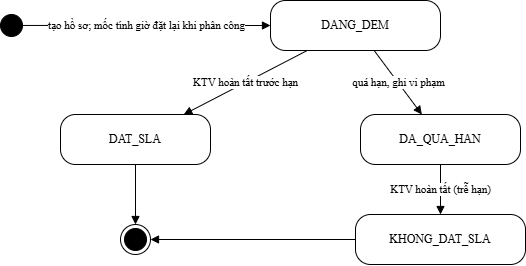 DANG_DEM
tạo hồ sơ; mốc tính giờ đặt lại khi phân công
KTV hoàn tất trước hạn
quá hạn, ghi vi phạm
DAT_SLA
DA_QUA_HAN
KTV hoàn tất (trễ hạn)
KHONG_DAT_SLA